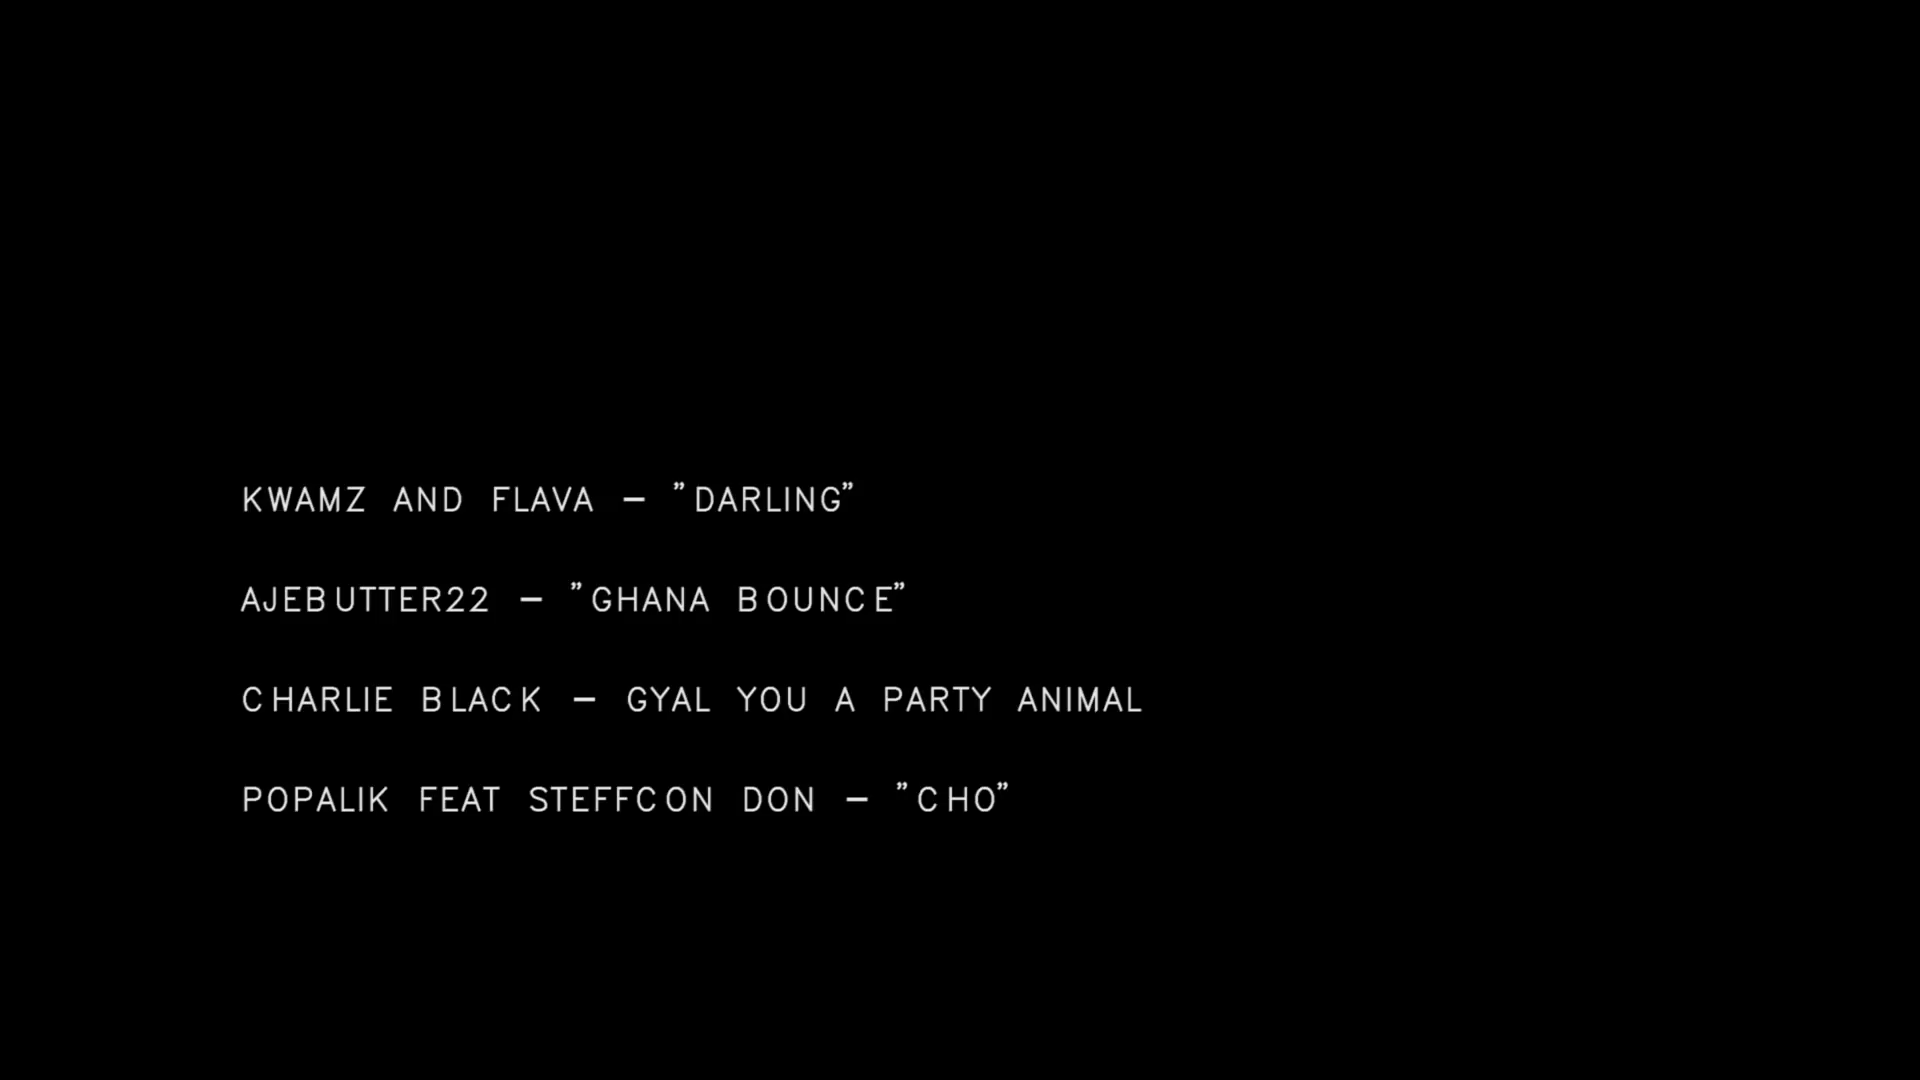 KWAMZ AND FLAVA – ”DARLING”
AJEBUTTER22 – ”GHANA BOUNCE”
CHARLIE BLACK – GYAL YOU A PARTY ANIMAL
POPALIK FEAT STEFFCON DON – ”CHO”